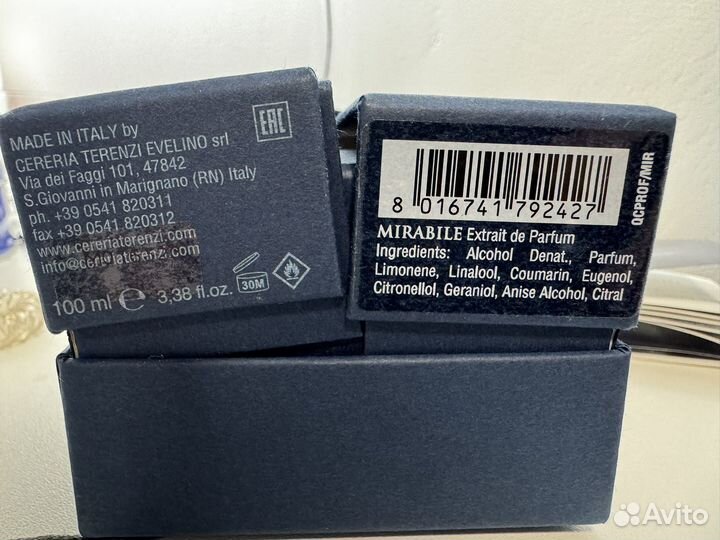 MADE IN ITALY by
CERERIA TERENZI EVELINO srl
Via dei Faggi 101, 47842
S.Giovanni in Marignano (RN) Italy
ph. +39 0541 820311
fax +39 0541 820312
www.cereriaterenzi.com
info@cereriaterenzi.com
100 ml ℮ 3,38 fl.oz.
30M
EAC
8 016741 792427
QCPROF/MIR
MIRABILE Extrait de Parfum
Ingredients: Alcohol Denat., Parfum,
Limonene, Linalool, Coumarin, Eugenol,
Citronellol, Geraniol, Anise Alcohol, Citral
Avito